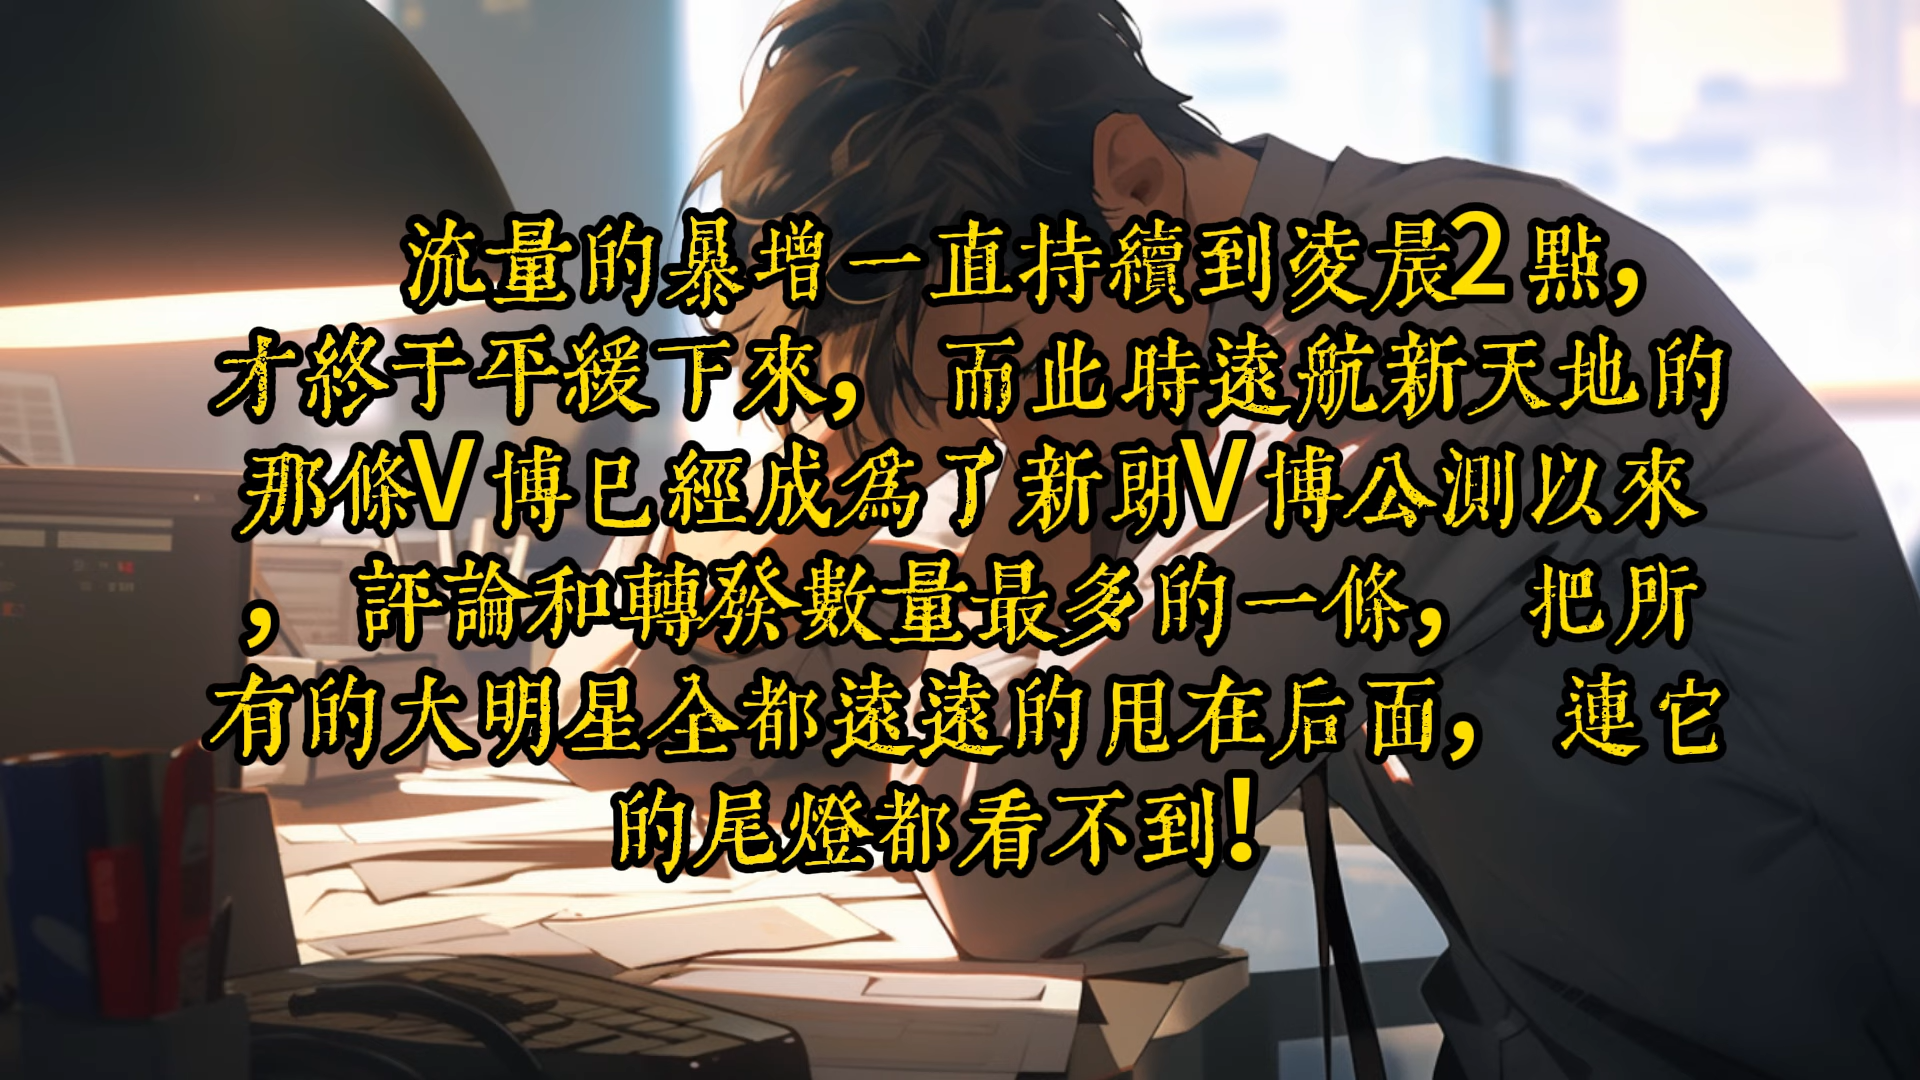 流量的暴增一直持續到凌晨2點,
才終于平緩下來, 而此時遠航新天地的
那條V博已經成爲了新朗V博公測以來
, 評論和轉發數量最多的一條, 把所
有的大明星全都遠遠的甩在后面, 連它
的尾燈都看不到!